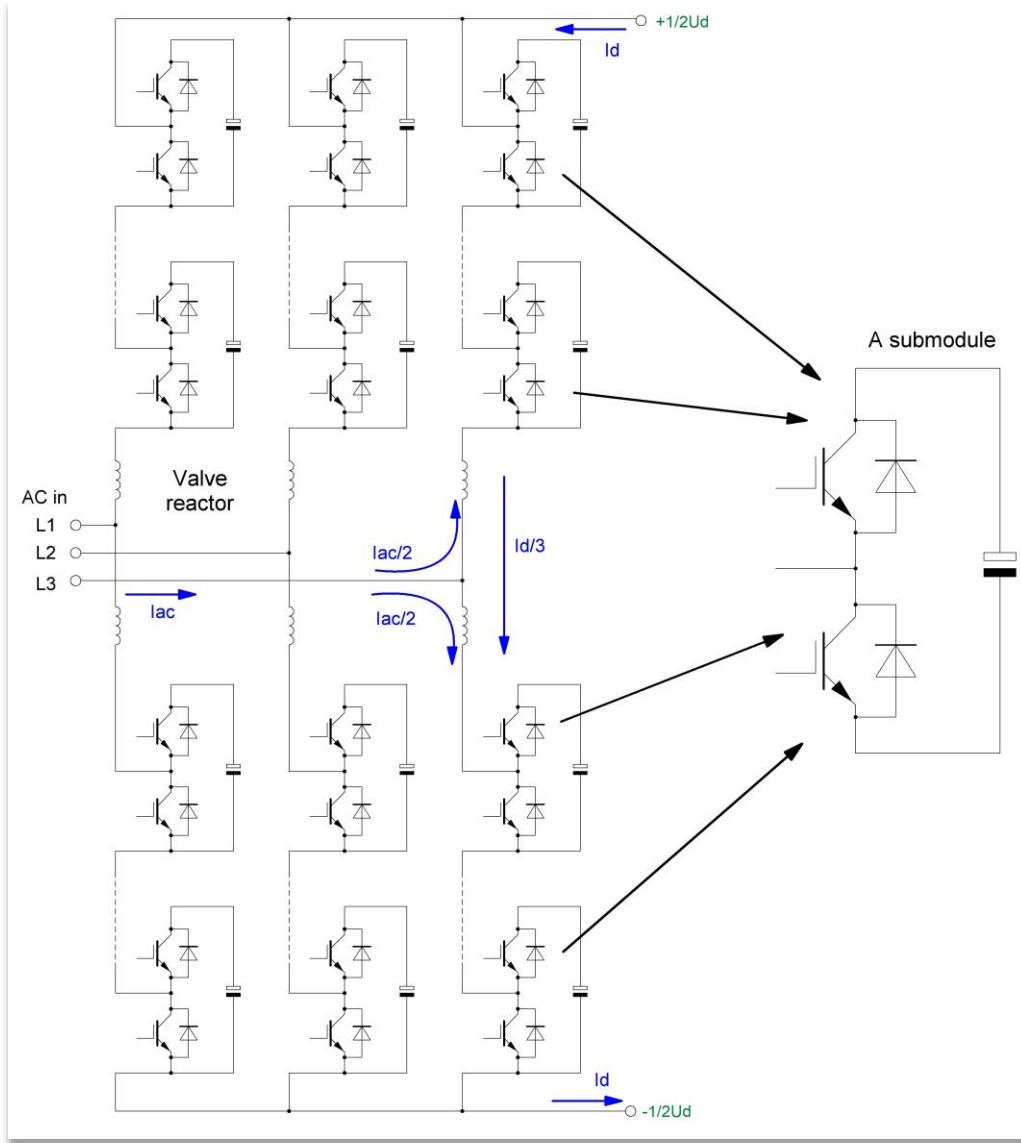 +1/2Ud
Id
A submodule
Valve
reactor
AC in
L1
L2
L3
Iac/2
Id/3
Iac
Iac/2
Id
-1/2Ud